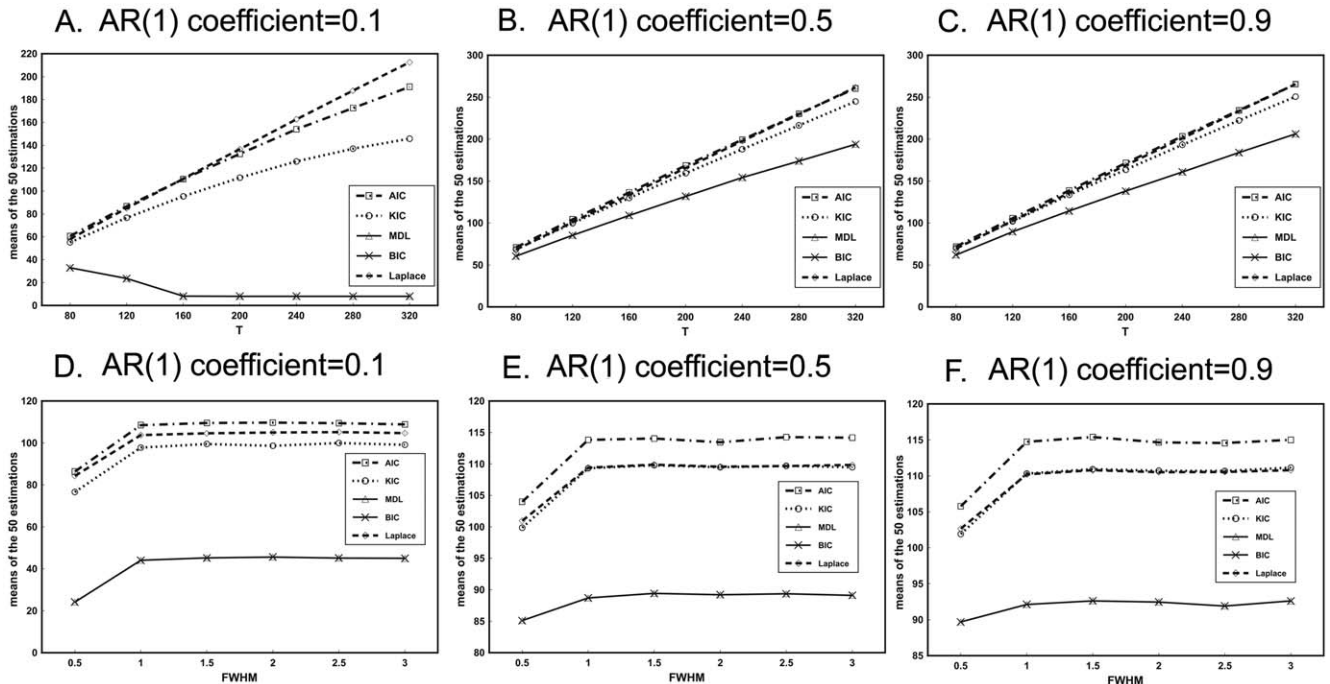 A. AR(1) coefficient=0.1
means of the 50 estimations
220
200
180
160
140
120
100
80
60
40
20
0
80 120 160 200 240 280 320
T
AIC
KIC
MDL
BIC
Laplace
B. AR(1) coefficient=0.5
means of the 50 estimations
300
250
200
150
100
50
0
80 120 160 200 240 280 320
T
AIC
KIC
MDL
BIC
Laplace
C. AR(1) coefficient=0.9
means of the 50 estimations
300
250
200
150
100
50
0
80 120 160 200 240 280 320
T
AIC
KIC
MDL
BIC
Laplace
D. AR(1) coefficient=0.1
means of the 50 estimations
120
100
80
60
40
20
0
0.5 1 1.5 2 2.5 3
FWHM
AIC
KIC
MDL
BIC
Laplace
E. AR(1) coefficient=0.5
means of the 50 estimations
120
115
110
105
100
95
90
85
80
0.5 1 1.5 2 2.5 3
FWHM
AIC
KIC
MDL
BIC
Laplace
F. AR(1) coefficient=0.9
means of the 50 estimations
120
115
110
105
100
95
90
85
0.5 1 1.5 2 2.5 3
FWHM
AIC
KIC
MDL
BIC
Laplace